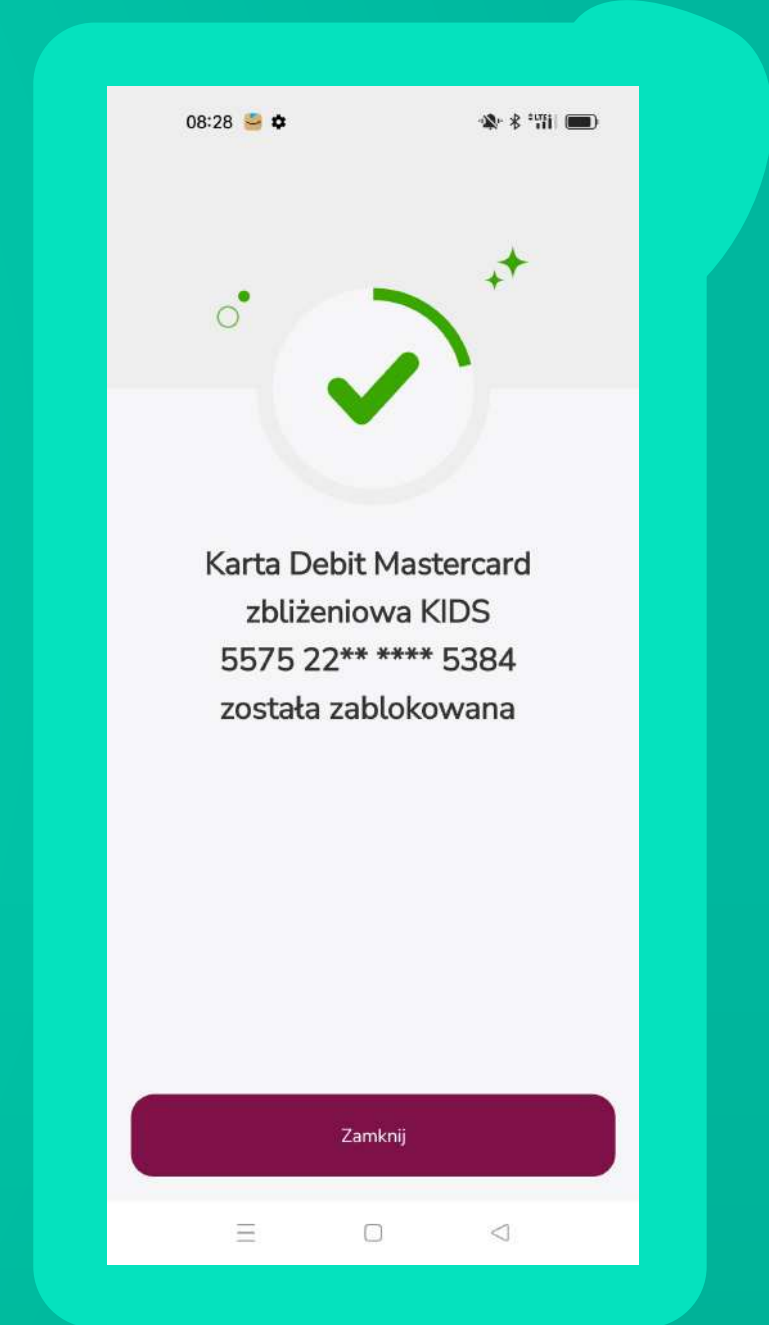 08:28
Karta Debit Mastercard
zbliżeniowa KIDS
5575 22** **** 5384
została zablokowana
Zamknij